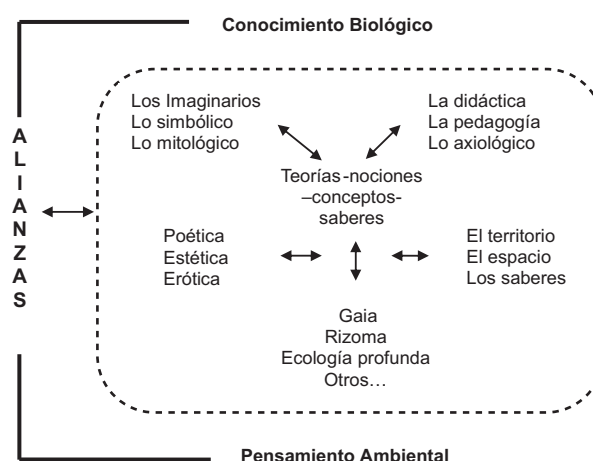 Conocimiento Biológico
Los Imaginarios
Lo simbólico
Lo mitológico
La didáctica
La pedagogía
Lo axiológico
ALIANZAS
Teorías-nociones
–conceptos-
saberes
Poética
Estética
Erótica
El territorio
El espacio
Los saberes
Gaia
Rizoma
Ecología profunda
Otros…
Pensamiento Ambiental